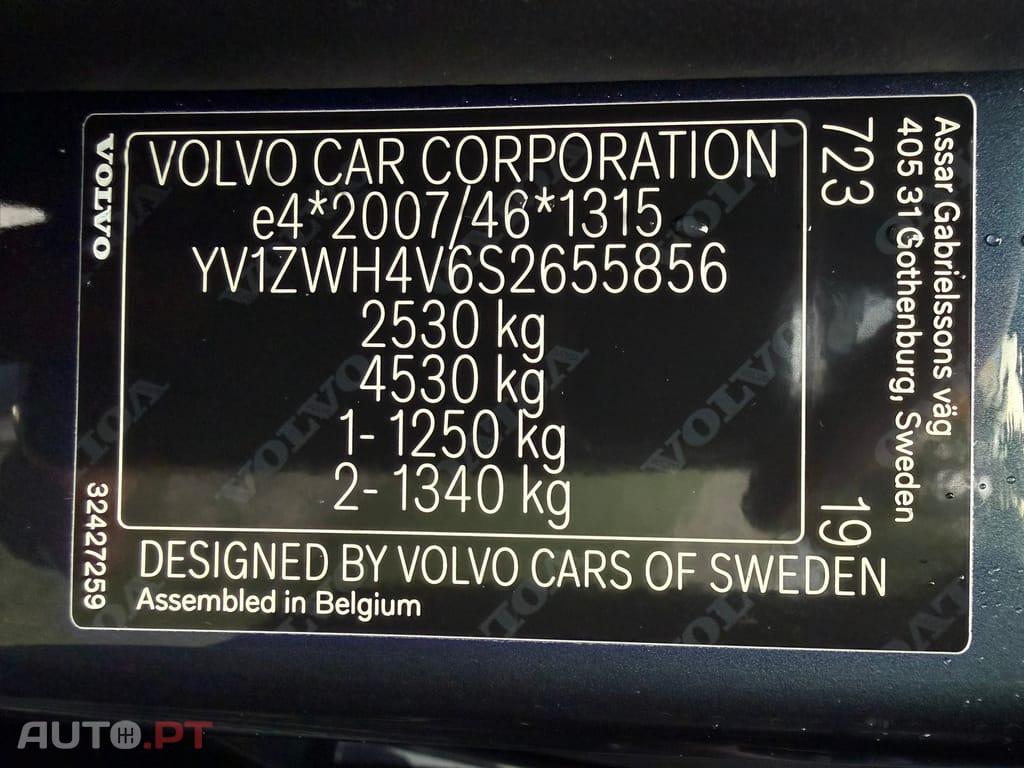 VOLVO CAR CORPORATION
e4*2007/46*1315
YV1ZWH4V6S2655856
2530 kg
4530 kg
1- 1250 kg
2- 1340 kg
DESIGNED BY VOLVO CARS OF SWEDEN
Assembled in Belgium
VOLVO
32427259
723
19
Assar Gabrielssons väg
405 31 Gothenburg, Sweden
AUTO.PT